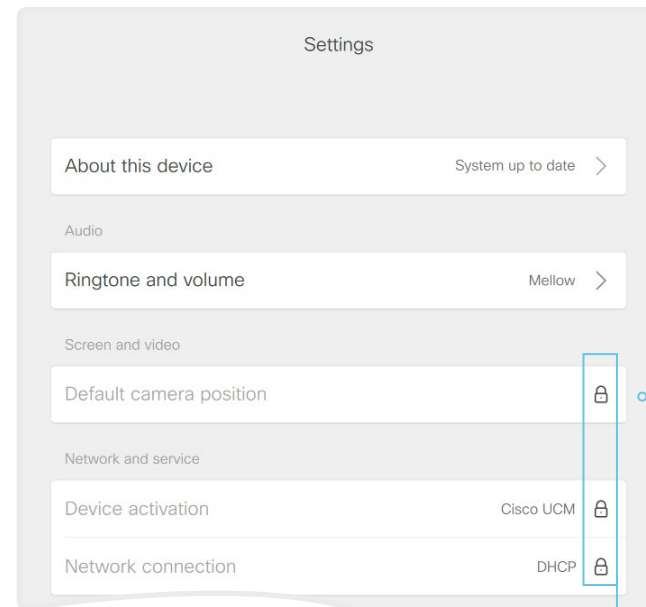 Settings
About this device System up to date
Audio
Ringtone and volume Mellow
Screen and video
Default camera position
Network and service
Device activation Cisco UCM
Network connection DHCP